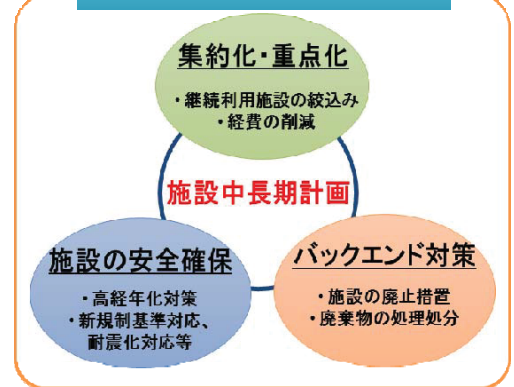 集約化・重点化
・継続利用施設の絞込み
・経費の削減
施設中長期計画
施設の安全確保
・高経年化対策
・新規制基準対応、
耐震化対応等
バックエンド対策
・施設の廃止措置
・廃棄物の処理処分